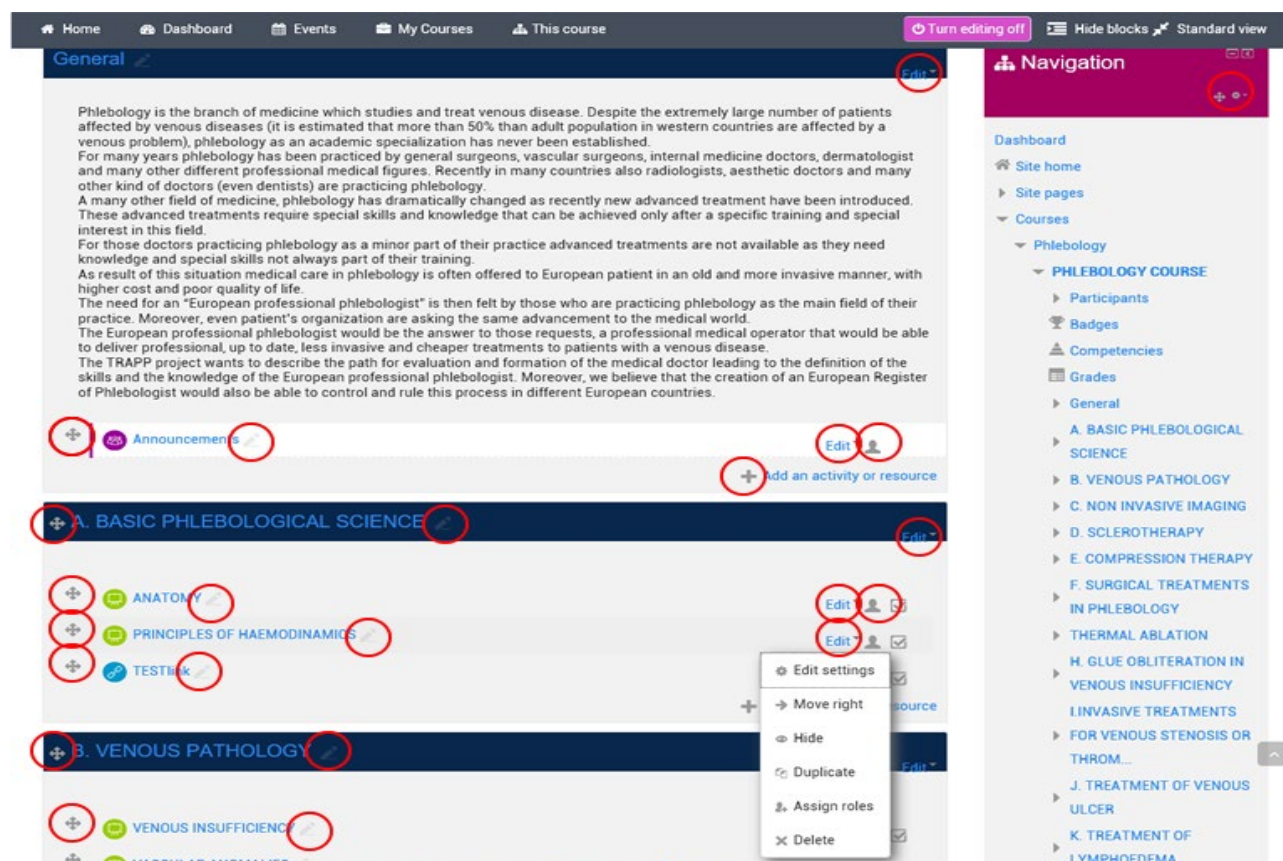 Home Dashboard Events My Courses This course Turn editing off Hide blocks Standard view
General Edit
Phlebology is the branch of medicine which studies and treat venous disease. Despite the extremely large number of patients
affected by venous diseases (it is estimated that more than 50% than adult population in western countries are affected by a
venous problem), phlebology as an academic specialization has never been established.
For many years phlebology has been practiced by general surgeons, vascular surgeons, internal medicine doctors, dermatologist
and many other different professional medical figures. Recently in many countries also radiologists, aesthetic doctors and many
other kind of doctors (even dentists) are practicing phlebology.
A many other field of medicine, phlebology has dramatically changed as recently new advanced treatment have been introduced.
These advanced treatments require special skills and knowledge that can be achieved only after a specific training and special
interest in this field.
For those doctors practicing phlebology as a minor part of their practice advanced treatments are not available as they need
knowledge and special skills not always part of their training.
As result of this situation medical care in phlebology is often offered to European patient in an old and more invasive manner, with
higher cost and poor quality of life.
The need for an “European professional phlebologist” is then felt by those who are practicing phlebology as the main field of their
practice. Moreover, even patient's organization are asking the same advancement to the medical world.
The European professional phlebologist would be the answer to those requests, a professional medical operator that would be able
to deliver professional, up to date, less invasive and cheaper treatments to patients with a venous disease.
The TRAPP project wants to describe the path for evaluation and formation of the medical doctor leading to the definition of the
skills and the knowledge of the European professional phlebologist. Moreover, we believe that the creation of an European Register
of Phlebologist would also be able to control and rule this process in different European countries.
Announcements Edit
Add an activity or resource
A. BASIC PHLEBOLOGICAL SCIENCE Edit
ANATOMY Edit
PRINCIPLES OF HAEMODINAMICS Edit
TESTlink
Edit settings
Move right
Hide
Duplicate
Assign roles
Delete
B. VENOUS PATHOLOGY Edit
VENOUS INSUFFICIENCY
VASCULAR ANOMALIES
Navigation
Dashboard
Site home
Site pages
Courses
Phlebology
PHLEBOLOGY COURSE
Participants
Badges
Competencies
Grades
General
A. BASIC PHLEBOLOGICAL
SCIENCE
B. VENOUS PATHOLOGY
C. NON INVASIVE IMAGING
D. SCLEROTHERAPY
E. COMPRESSION THERAPY
F. SURGICAL TREATMENTS
IN PHLEBOLOGY
THERMAL ABLATION
H. GLUE OBLITERATION IN
VENOUS INSUFFICIENCY
I.INVASIVE TREATMENTS
FOR VENOUS STENOSIS OR
THROM...
J. TREATMENT OF VENOUS
ULCER
K. TREATMENT OF
LYMPHOEDEMA